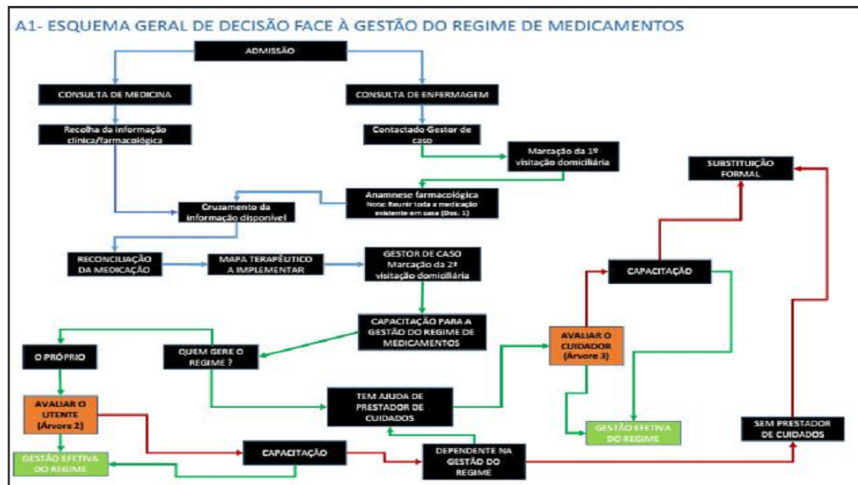 A1- ESQUEMA GERAL DE DECISÃO FACE À GESTÃO DO REGIME DE MEDICAMENTOS
ADMISSÃO
CONSULTA DE MEDICINA
CONSULTA DE ENFERMAGEM
Recolha da informação
clínica/farmacológica
Contactado Gestor de
caso
Marcação da 1ª
visitação domiciliária
SUBSTITUIÇÃO
FORMAL
Anamnese farmacológica
Nota: Reunir toda a medicação
existente em casa (Doc. 1)
Cruzamento da
informação disponível
RECONCILIAÇÃO
DA MEDICAÇÃO
MAPA TERAPÊUTICO
A IMPLEMENTAR
GESTOR DE CASO
Marcação da 2ª
visitação domiciliária
CAPACITAÇÃO
CAPACITAÇÃO PARA A
GESTÃO DO REGIME DE
MEDICAMENTOS
AVALIAR O
CUIDADOR
(Árvore 3)
O PRÓPRIO
QUEM GERE O
REGIME ?
TEM AJUDA DE
PRESTADOR DE
CUIDADOS
AVALIAR O
UTENTE
(Árvore 2)
GESTÃO EFETIVA
DO REGIME
SEM PRESTADOR
DE CUIDADOS
GESTÃO EFETIVA
DO REGIME
CAPACITAÇÃO
DEPENDENTE NA
GESTÃO DO
REGIME